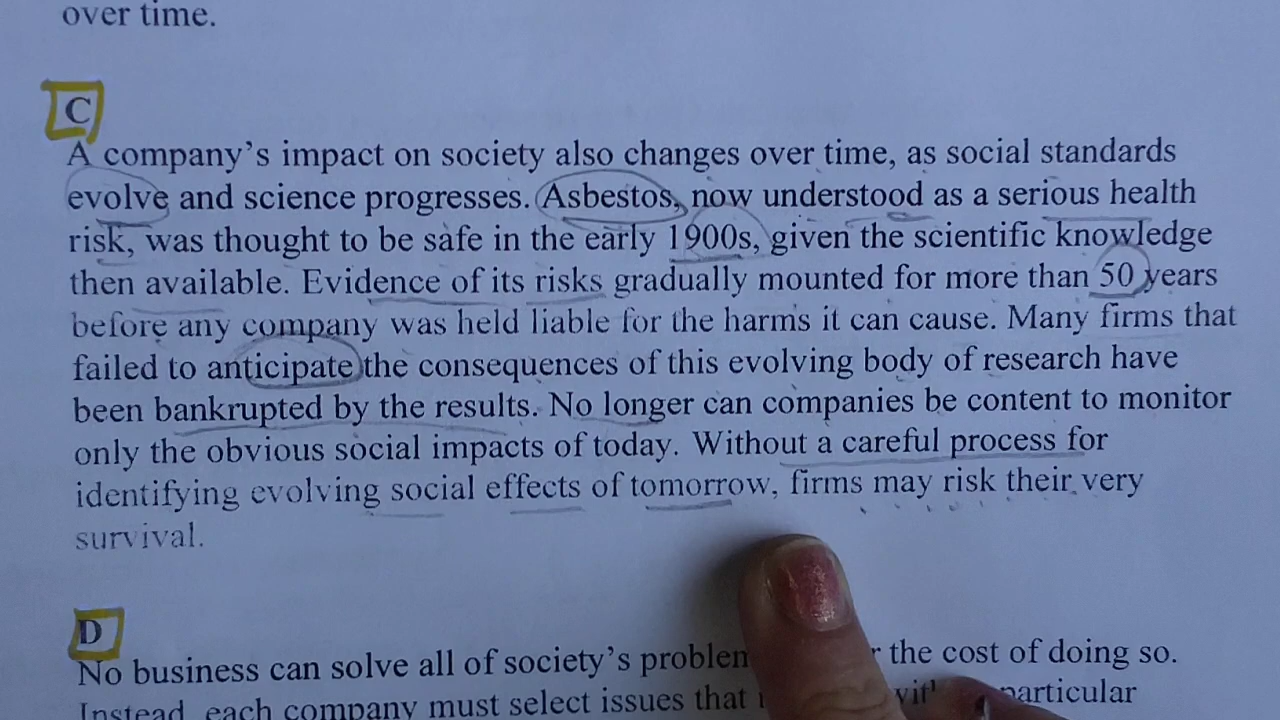 over time.
C
A company's impact on society also changes over time, as social standards
evolve and science progresses. Asbestos, now understood as a serious health
risk, was thought to be safe in the early 1900s, given the scientific knowledge
then available. Evidence of its risks gradually mounted for more than 50 years
before any company was held liable for the harms it can cause. Many firms that
failed to anticipate the consequences of this evolving body of research have
been bankrupted by the results. No longer can companies be content to monitor
only the obvious social impacts of today. Without a careful process for
identifying evolving social effects of tomorrow, firms may risk their very
survival.
D
No business can solve all of society's the cost of doing so.
Instead, each company must select issues that particular